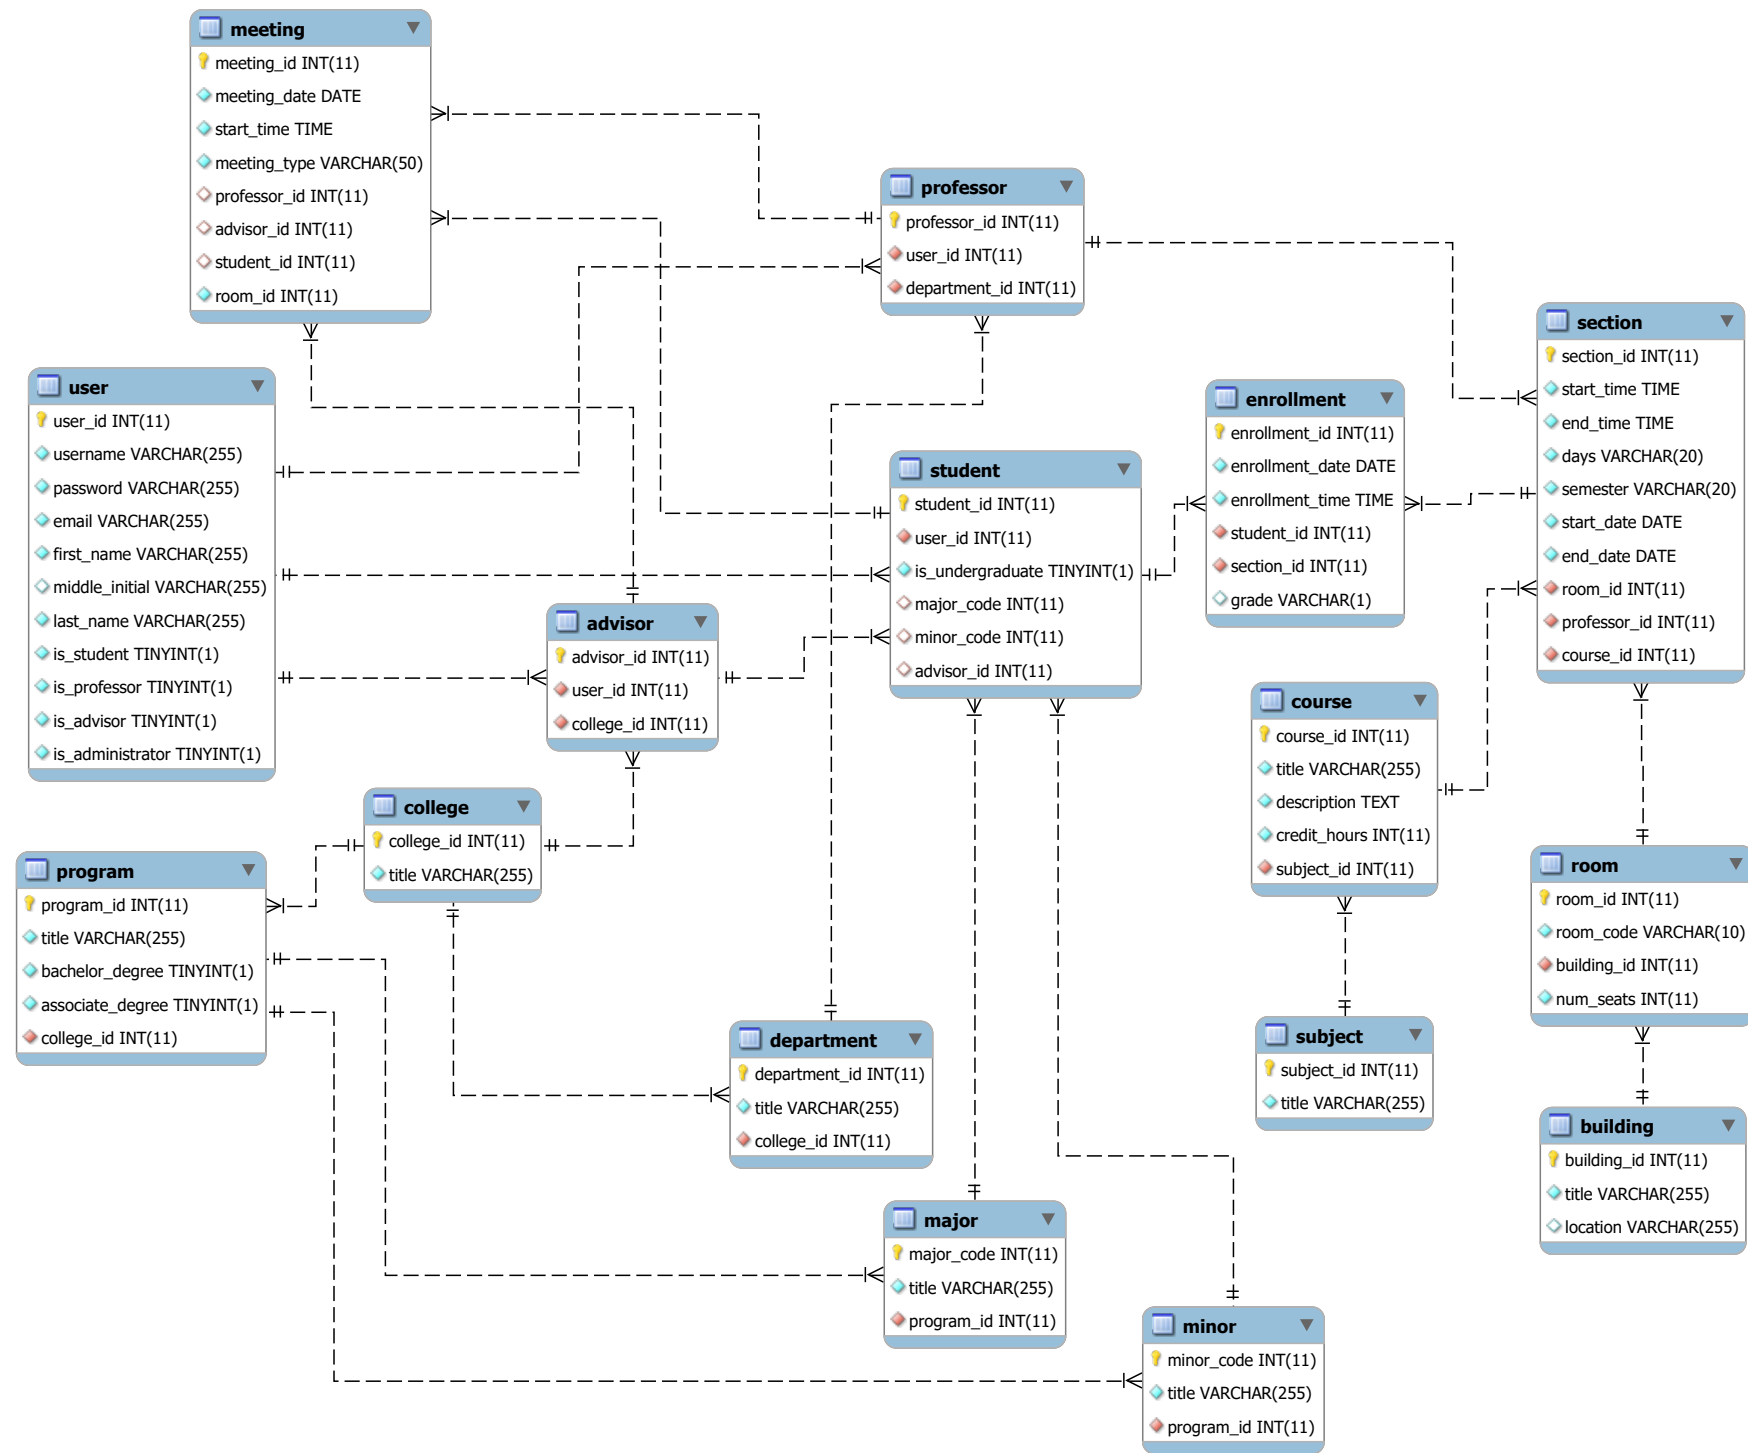 meeting
meeting_id INT(11)
meeting_date DATE
start_time TIME
meeting_type VARCHAR(50)
professor_id INT(11)
advisor_id INT(11)
student_id INT(11)
room_id INT(11)
professor
professor_id INT(11)
user_id INT(11)
department_id INT(11)
section
section_id INT(11)
start_time TIME
end_time TIME
days VARCHAR(20)
semester VARCHAR(20)
start_date DATE
end_date DATE
room_id INT(11)
professor_id INT(11)
course_id INT(11)
user
user_id INT(11)
username VARCHAR(255)
password VARCHAR(255)
email VARCHAR(255)
first_name VARCHAR(255)
middle_initial VARCHAR(255)
last_name VARCHAR(255)
is_student TINYINT(1)
is_professor TINYINT(1)
is_advisor TINYINT(1)
is_administrator TINYINT(1)
enrollment
enrollment_id INT(11)
enrollment_date DATE
enrollment_time TIME
student_id INT(11)
section_id INT(11)
grade VARCHAR(1)
student
student_id INT(11)
user_id INT(11)
is_undergraduate TINYINT(1)
major_code INT(11)
minor_code INT(11)
advisor_id INT(11)
advisor
advisor_id INT(11)
user_id INT(11)
college_id INT(11)
course
course_id INT(11)
title VARCHAR(255)
description TEXT
credit_hours INT(11)
subject_id INT(11)
college
college_id INT(11)
title VARCHAR(255)
program
program_id INT(11)
title VARCHAR(255)
bachelor_degree TINYINT(1)
associate_degree TINYINT(1)
college_id INT(11)
room
room_id INT(11)
room_code VARCHAR(10)
building_id INT(11)
num_seats INT(11)
department
department_id INT(11)
title VARCHAR(255)
college_id INT(11)
subject
subject_id INT(11)
title VARCHAR(255)
building
building_id INT(11)
title VARCHAR(255)
location VARCHAR(255)
major
major_code INT(11)
title VARCHAR(255)
program_id INT(11)
minor
minor_code INT(11)
title VARCHAR(255)
program_id INT(11)